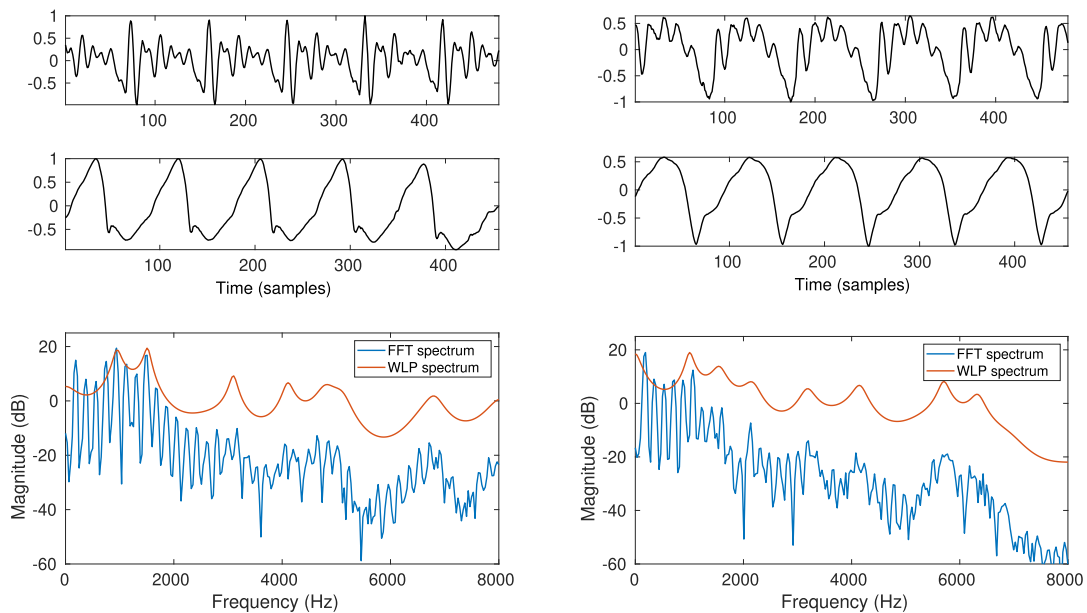 1
0.5
0
-0.5
100 200 300 400
0.5
0
-0.5
-1
100 200 300 400
1
0.5
0
-0.5
100 200 300 400
Time (samples)
0.5
0
-0.5
-1
100 200 300 400
Time (samples)
Magnitude (dB)
20
0
-20
-40
-60
FFT spectrum
WLP spectrum
0 2000 4000 6000 8000
Frequency (Hz)
Magnitude (dB)
20
0
-20
-40
-60
FFT spectrum
WLP spectrum
0 2000 4000 6000 8000
Frequency (Hz)